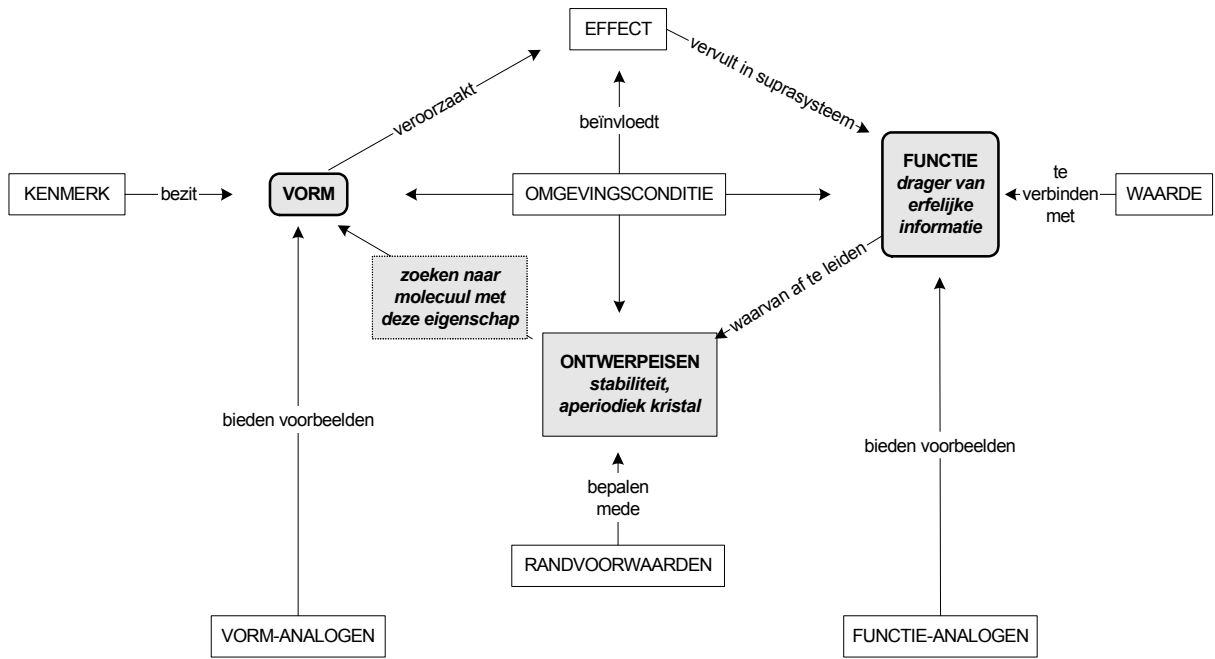 EFFECT
vervult in suprasysteem
veroorzaakt
beïnvloedt
FUNCTIE
drager van
erfelijke
informatie
KENMERK
bezit
VORM
OMGEVINGSCONDITIE
te
verbinden
met
WAARDE
zoeken naar
molecuul met
deze eigenschap
waarvan af te leiden
ONTWERPEISEN
stabiliteit,
aperiodiek kristal
bieden voorbeelden
bieden voorbeelden
bepalen
mede
RANDVOORWAARDEN
VORM-ANALOGEN
FUNCTIE-ANALOGEN